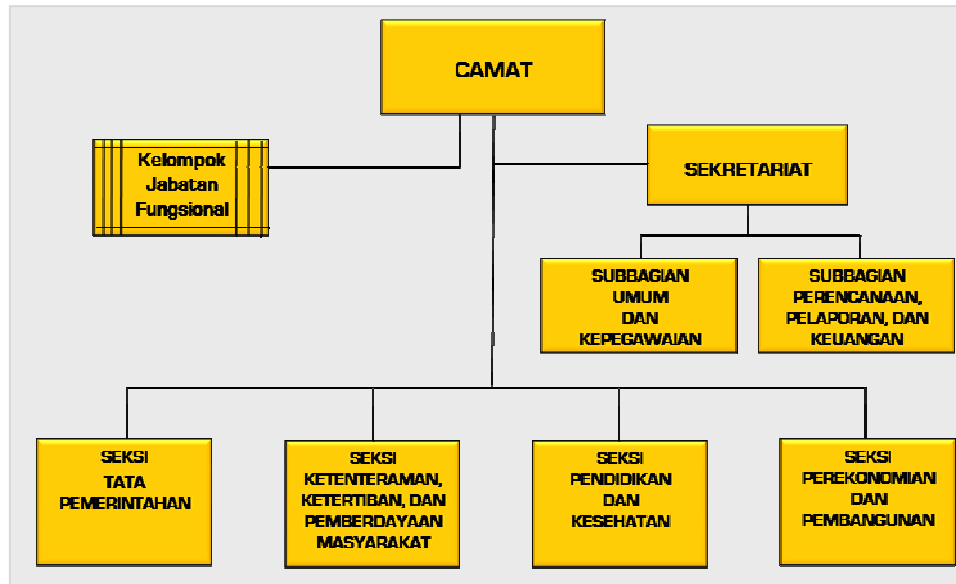 CAMAT
Kelompok
Jabatan
Fungsional
SEKRETARIAT
SUBBAGIAN
UMUM
DAN
KEPEGAWAIAN
SUBBAGIAN
PERENCANAAN,
PELAPORAN, DAN
KEUANGAN
SEKSI
TATA
PEMERINTAHAN
SEKSI
KETENTERAMAN,
KETERTIBAN, DAN
PEMBERDAYAAN
MASYARAKAT
SEKSI
PENDIDIKAN
DAN
KESEHATAN
SEKSI
PEREKONOMIAN
DAN
PEMBANGUNAN